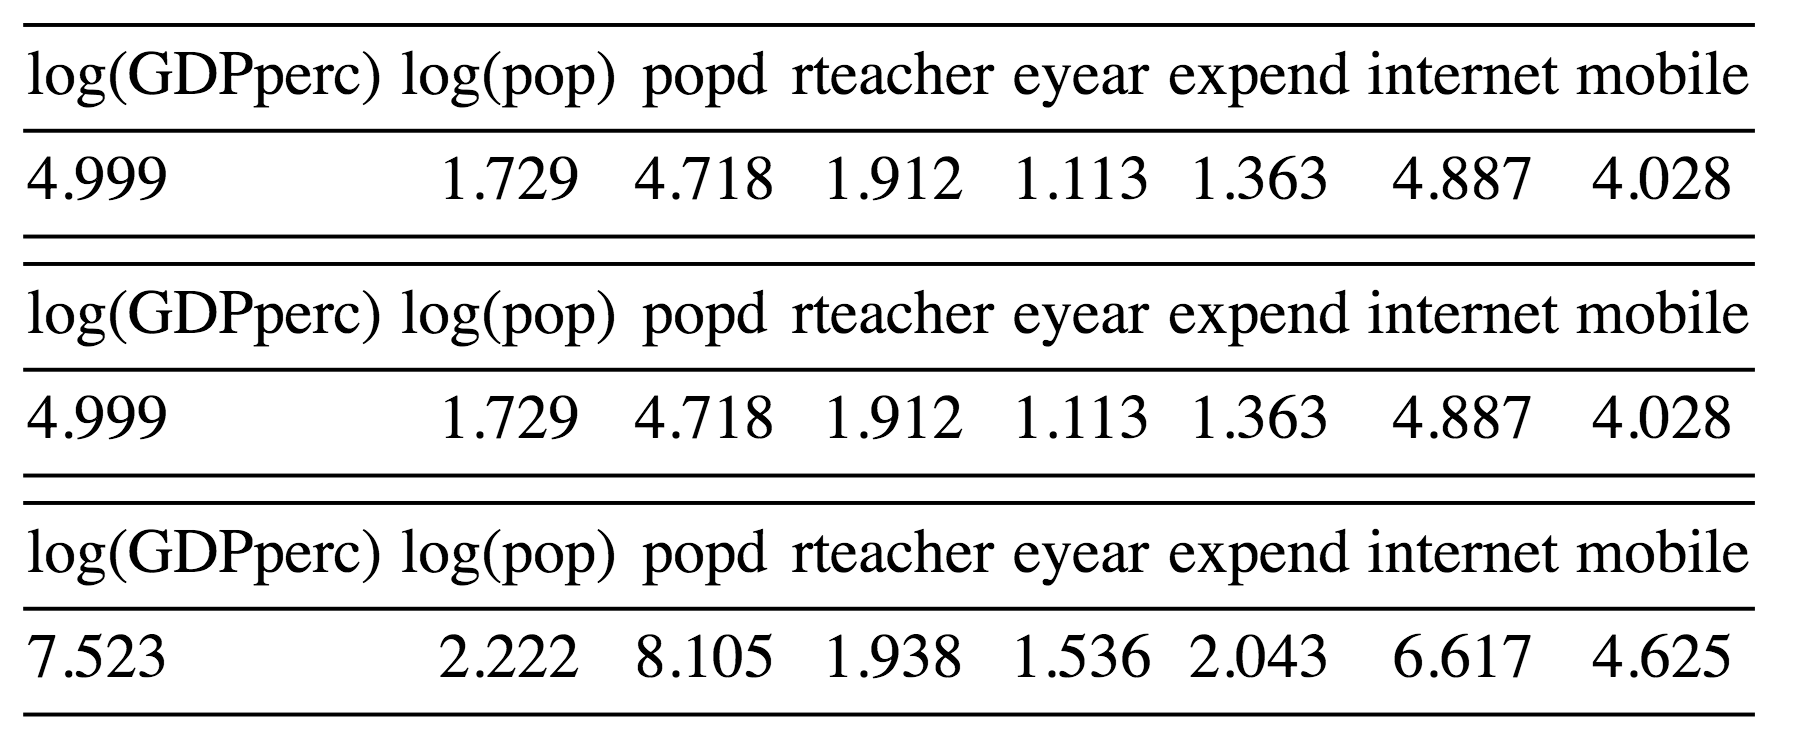 log(GDPperc) log(pop) popd rteacher eyear expend internet mobile
4.999 1.729 4.718 1.912 1.113 1.363 4.887 4.028
log(GDPperc) log(pop) popd rteacher eyear expend internet mobile
4.999 1.729 4.718 1.912 1.113 1.363 4.887 4.028
log(GDPperc) log(pop) popd rteacher eyear expend internet mobile
7.523 2.222 8.105 1.938 1.536 2.043 6.617 4.625